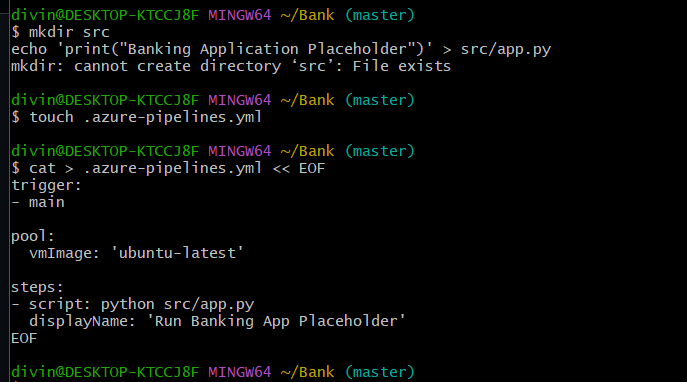 divin@DESKTOP-KTCCJ8F MINGW64 ~/Bank (master)
$ mkdir src
echo 'print("Banking Application Placeholder")' > src/app.py
mkdir: cannot create directory ‘src’: File exists
divin@DESKTOP-KTCCJ8F MINGW64 ~/Bank (master)
$ touch .azure-pipelines.yml
divin@DESKTOP-KTCCJ8F MINGW64 ~/Bank (master)
$ cat > .azure-pipelines.yml << EOF
trigger:
- main
pool:
  vmImage: 'ubuntu-latest'
steps:
- script: python src/app.py
  displayName: 'Run Banking App Placeholder'
EOF
divin@DESKTOP-KTCCJ8F MINGW64 ~/Bank (master)